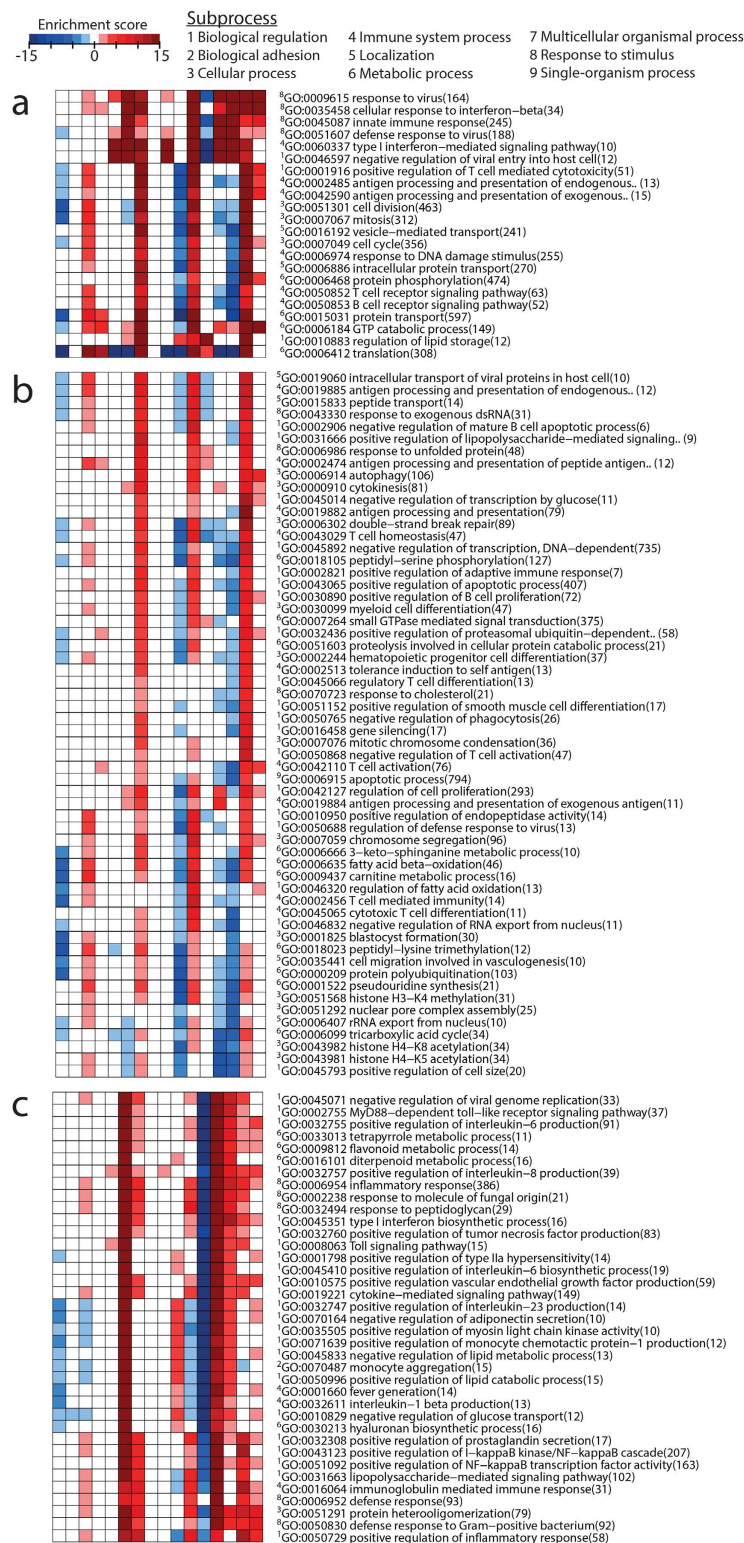 Subprocess
Enrichment score
-15 0 15
1 Biological regulation 4 Immune system process 7 Multicellular organismal process
2 Biological adhesion 5 Localization 8 Response to stimulus
3 Cellular process 6 Metabolic process 9 Single-organism process
a
8GO:0009615 response to virus(164)
8GO:0035458 cellular response to interferon−beta(34)
8GO:0045087 innate immune response(245)
8GO:0051607 defense response to virus(188)
4GO:0060337 type I interferon−mediated signaling pathway(10)
1GO:0046597 negative regulation of viral entry into host cell(12)
1GO:0001916 positive regulation of T cell mediated cytotoxicity(51)
4GO:0002485 antigen processing and presentation of endogenous.. (13)
4GO:0042590 antigen processing and presentation of exogenous.. (15)
3GO:0051301 cell division(463)
3GO:0007067 mitosis(312)
5GO:0016192 vesicle−mediated transport(241)
3GO:0007049 cell cycle(356)
4GO:0006974 response to DNA damage stimulus(255)
5GO:0006886 intracellular protein transport(270)
6GO:0006468 protein phosphorylation(474)
4GO:0050852 T cell receptor signaling pathway(63)
4GO:0050853 B cell receptor signaling pathway(52)
6GO:0015031 protein transport(597)
6GO:0006184 GTP catabolic process(149)
1GO:0010883 regulation of lipid storage(12)
6GO:0006412 translation(308)
b
5GO:0019060 intracellular transport of viral proteins in host cell(10)
4GO:0019885 antigen processing and presentation of endogenous.. (12)
5GO:0015833 peptide transport(14)
8GO:0043330 response to exogenous dsRNA(31)
1GO:0002906 negative regulation of mature B cell apoptotic process(6)
1GO:0031666 positive regulation of lipopolysaccharide−mediated signaling.. (9)
8GO:0006986 response to unfolded protein(48)
4GO:0002474 antigen processing and presentation of peptide antigen.. (12)
3GO:0006914 autophagy(106)
3GO:0000910 cytokinesis(81)
1GO:0045014 negative regulation of transcription by glucose(11)
4GO:0019882 antigen processing and presentation(79)
3GO:0006302 double−strand break repair(89)
4GO:0043029 T cell homeostasis(47)
1GO:0045892 negative regulation of transcription, DNA−dependent(735)
6GO:0018105 peptidyl−serine phosphorylation(127)
1GO:0002821 positive regulation of adaptive immune response(7)
1GO:0043065 positive regulation of apoptotic process(407)
1GO:0030890 positive regulation of B cell proliferation(72)
3GO:0030099 myeloid cell differentiation(47)
6GO:0007264 small GTPase mediated signal transduction(375)
1GO:0032436 positive regulation of proteasomal ubiquitin−dependent.. (58)
6GO:0051603 proteolysis involved in cellular protein catabolic process(21)
3GO:0002244 hematopoietic progenitor cell differentiation(37)
4GO:0002513 tolerance induction to self antigen(13)
1GO:0045066 regulatory T cell differentiation(13)
8GO:0070723 response to cholesterol(21)
1GO:0051152 positive regulation of smooth muscle cell differentiation(17)
1GO:0050765 negative regulation of phagocytosis(26)
1GO:0016458 gene silencing(17)
3GO:0007076 mitotic chromosome condensation(36)
1GO:0050868 negative regulation of T cell activation(47)
4GO:0042110 T cell activation(76)
9GO:0006915 apoptotic process(794)
1GO:0042127 regulation of cell proliferation(293)
4GO:0019884 antigen processing and presentation of exogenous antigen(11)
1GO:0010950 positive regulation of endopeptidase activity(14)
1GO:0050688 regulation of defense response to virus(13)
3GO:0007059 chromosome segregation(96)
6GO:0006666 3−keto−sphinganine metabolic process(10)
6GO:0006635 fatty acid beta−oxidation(46)
6GO:0009437 carnitine metabolic process(16)
1GO:0046320 regulation of fatty acid oxidation(13)
4GO:0002456 T cell mediated immunity(14)
4GO:0045065 cytotoxic T cell differentiation(11)
1GO:0046832 negative regulation of RNA export from nucleus(11)
3GO:0001825 blastocyst formation(30)
6GO:0018023 peptidyl−lysine trimethylation(12)
5GO:0035441 cell migration involved in vasculogenesis(10)
6GO:0000209 protein polyubiquitination(103)
6GO:0001522 pseudouridine synthesis(21)
3GO:0051568 histone H3−K4 methylation(31)
3GO:0051292 nuclear pore complex assembly(25)
5GO:0006407 rRNA export from nucleus(10)
6GO:0006099 tricarboxylic acid cycle(34)
3GO:0043982 histone H4−K8 acetylation(34)
3GO:0043981 histone H4−K5 acetylation(34)
1GO:0045793 positive regulation of cell size(20)
c
1GO:0045071 negative regulation of viral genome replication(33)
1GO:0002755 MyD88−dependent toll−like receptor signaling pathway(37)
1GO:0032755 positive regulation of interleukin−6 production(91)
6GO:0033013 tetrapyrrole metabolic process(11)
6GO:0009812 flavonoid metabolic process(14)
6GO:0016101 diterpenoid metabolic process(16)
1GO:0032757 positive regulation of interleukin−8 production(39)
8GO:0006954 inflammatory response(386)
8GO:0002238 response to molecule of fungal origin(21)
8GO:0032494 response to peptidoglycan(29)
1GO:0045351 type I interferon biosynthetic process(16)
1GO:0032760 positive regulation of tumor necrosis factor production(83)
1GO:0008063 Toll signaling pathway(15)
1GO:0001798 positive regulation of type IIa hypersensitivity(14)
1GO:0045410 positive regulation of interleukin−6 biosynthetic process(19)
1GO:0010575 positive regulation vascular endothelial growth factor production(59)
1GO:0019221 cytokine−mediated signaling pathway(149)
1GO:0032747 positive regulation of interleukin−23 production(14)
1GO:0070164 negative regulation of adiponectin secretion(10)
1GO:0035505 positive regulation of myosin light chain kinase activity(10)
1GO:0071639 positive regulation of monocyte chemotactic protein−1 production(12)
1GO:0045833 negative regulation of lipid metabolic process(13)
2GO:0070487 monocyte aggregation(15)
1GO:0050996 positive regulation of lipid catabolic process(15)
4GO:0001660 fever generation(14)
4GO:0032611 interleukin−1 beta production(13)
1GO:0010829 negative regulation of glucose transport(12)
6GO:0030213 hyaluronan biosynthetic process(16)
1GO:0032308 positive regulation of prostaglandin secretion(17)
1GO:0043123 positive regulation of I−kappaB kinase/NF−kappaB cascade(207)
1GO:0051092 positive regulation of NF−kappaB transcription factor activity(163)
1GO:0031663 lipopolysaccharide−mediated signaling pathway(102)
4GO:0016064 immunoglobulin mediated immune response(31)
8GO:0006952 defense response(93)
3GO:0051291 protein heterooligomerization(79)
8GO:0050830 defense response to Gram−positive bacterium(92)
1GO:0050729 positive regulation of inflammatory response(58)